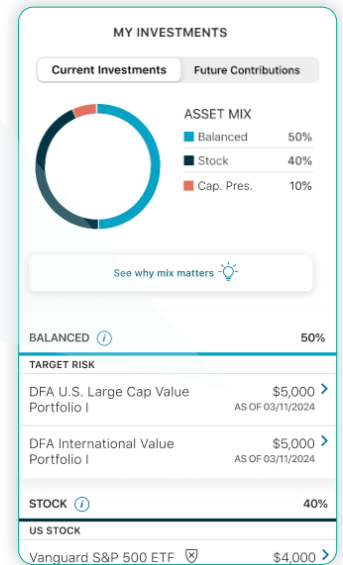 MY INVESTMENTS
Current Investments
Future Contributions
ASSET MIX
Balanced 50%
Stock 40%
Cap. Pres. 10%
See why mix matters
BALANCED i 50%
TARGET RISK
DFA U.S. Large Cap Value $5,000
Portfolio I AS OF 03/11/2024
DFA International Value $5,000
Portfolio I AS OF 03/11/2024
STOCK i 40%
US STOCK
Vanguard S&P 500 ETF $4,000